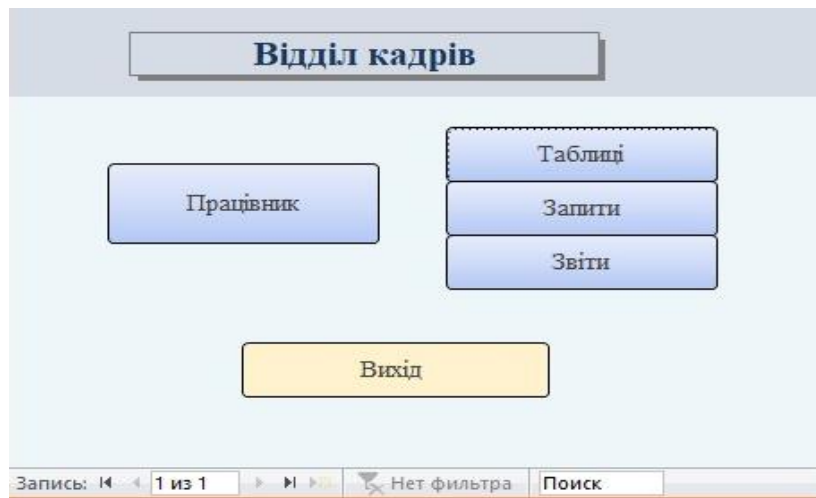 Відділ кадрів
Працівник
Таблиці
Запити
Звіти
Вихід
Запись: 1 из 1 Нет фильтра Поиск